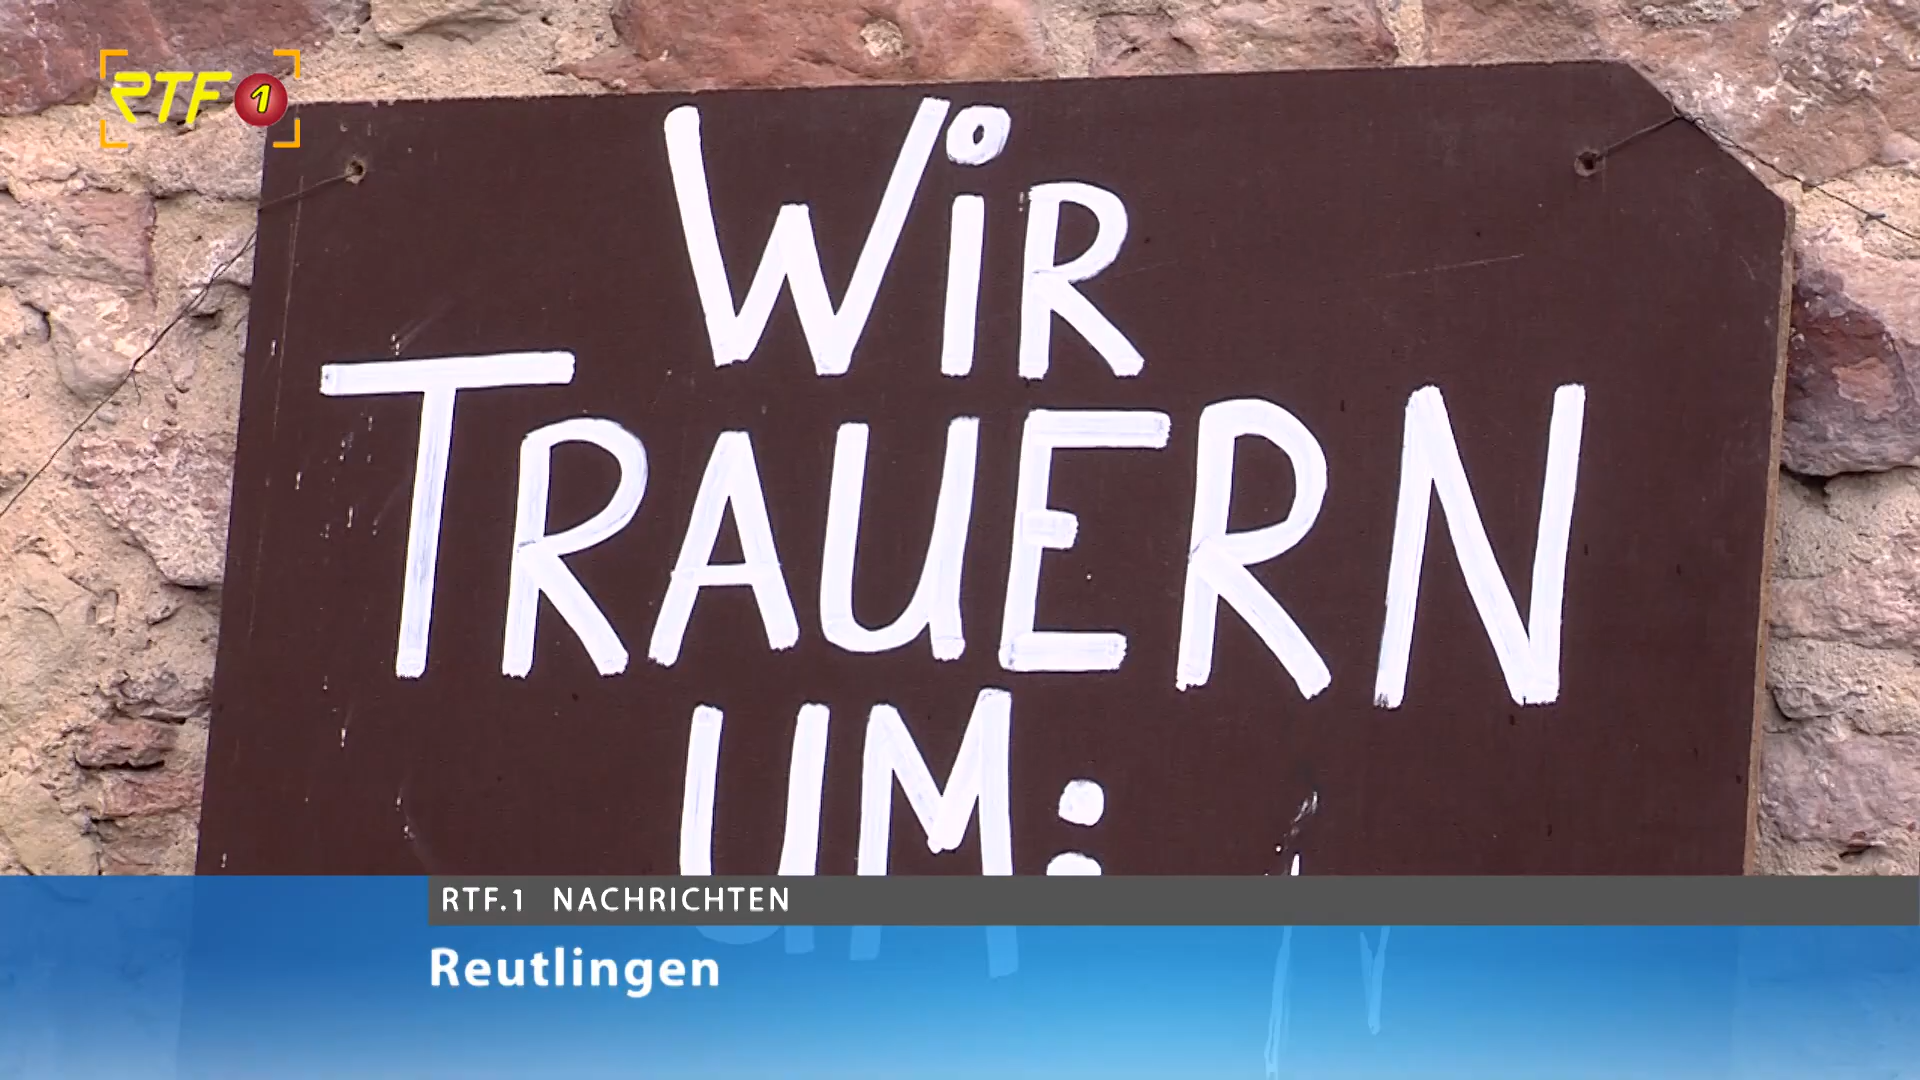 RTF 1
WiR
TRAUERN
UM:
RTF.1 NACHRICHTEN
Reutlingen